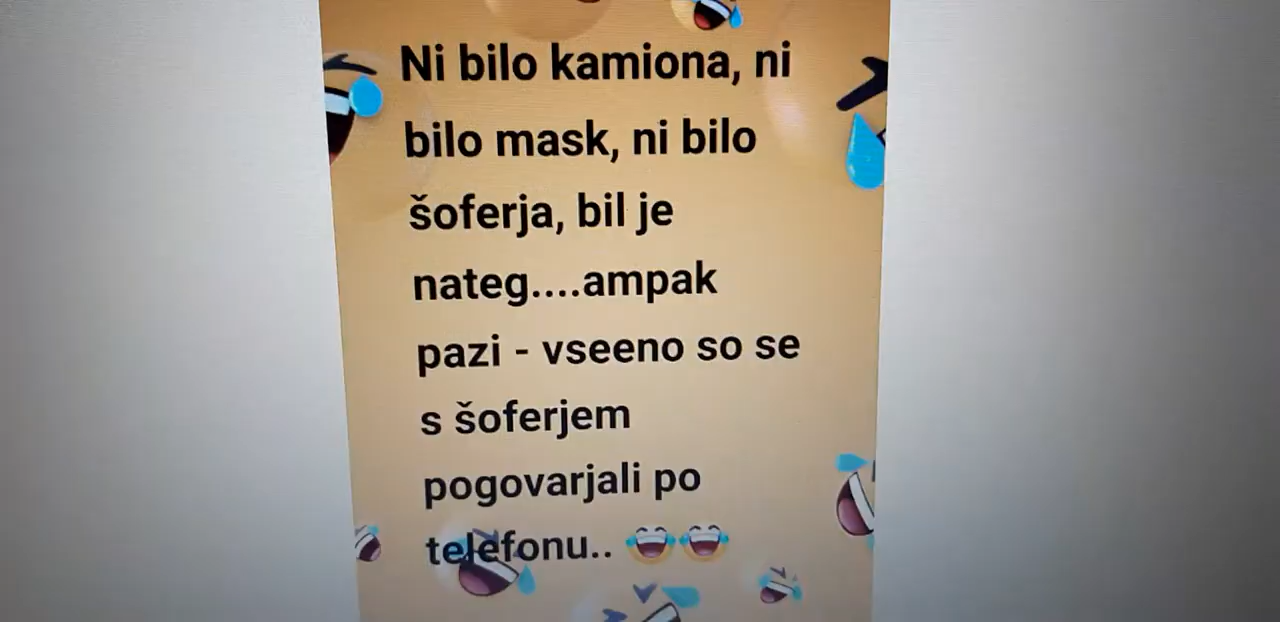 Ni bilo kamiona, ni
bilo mask, ni bilo
šoferja, bil je
nateg....ampak
pazi - vseeno so se
s šoferjem
pogovarjali po
telefonu.. 😂😂